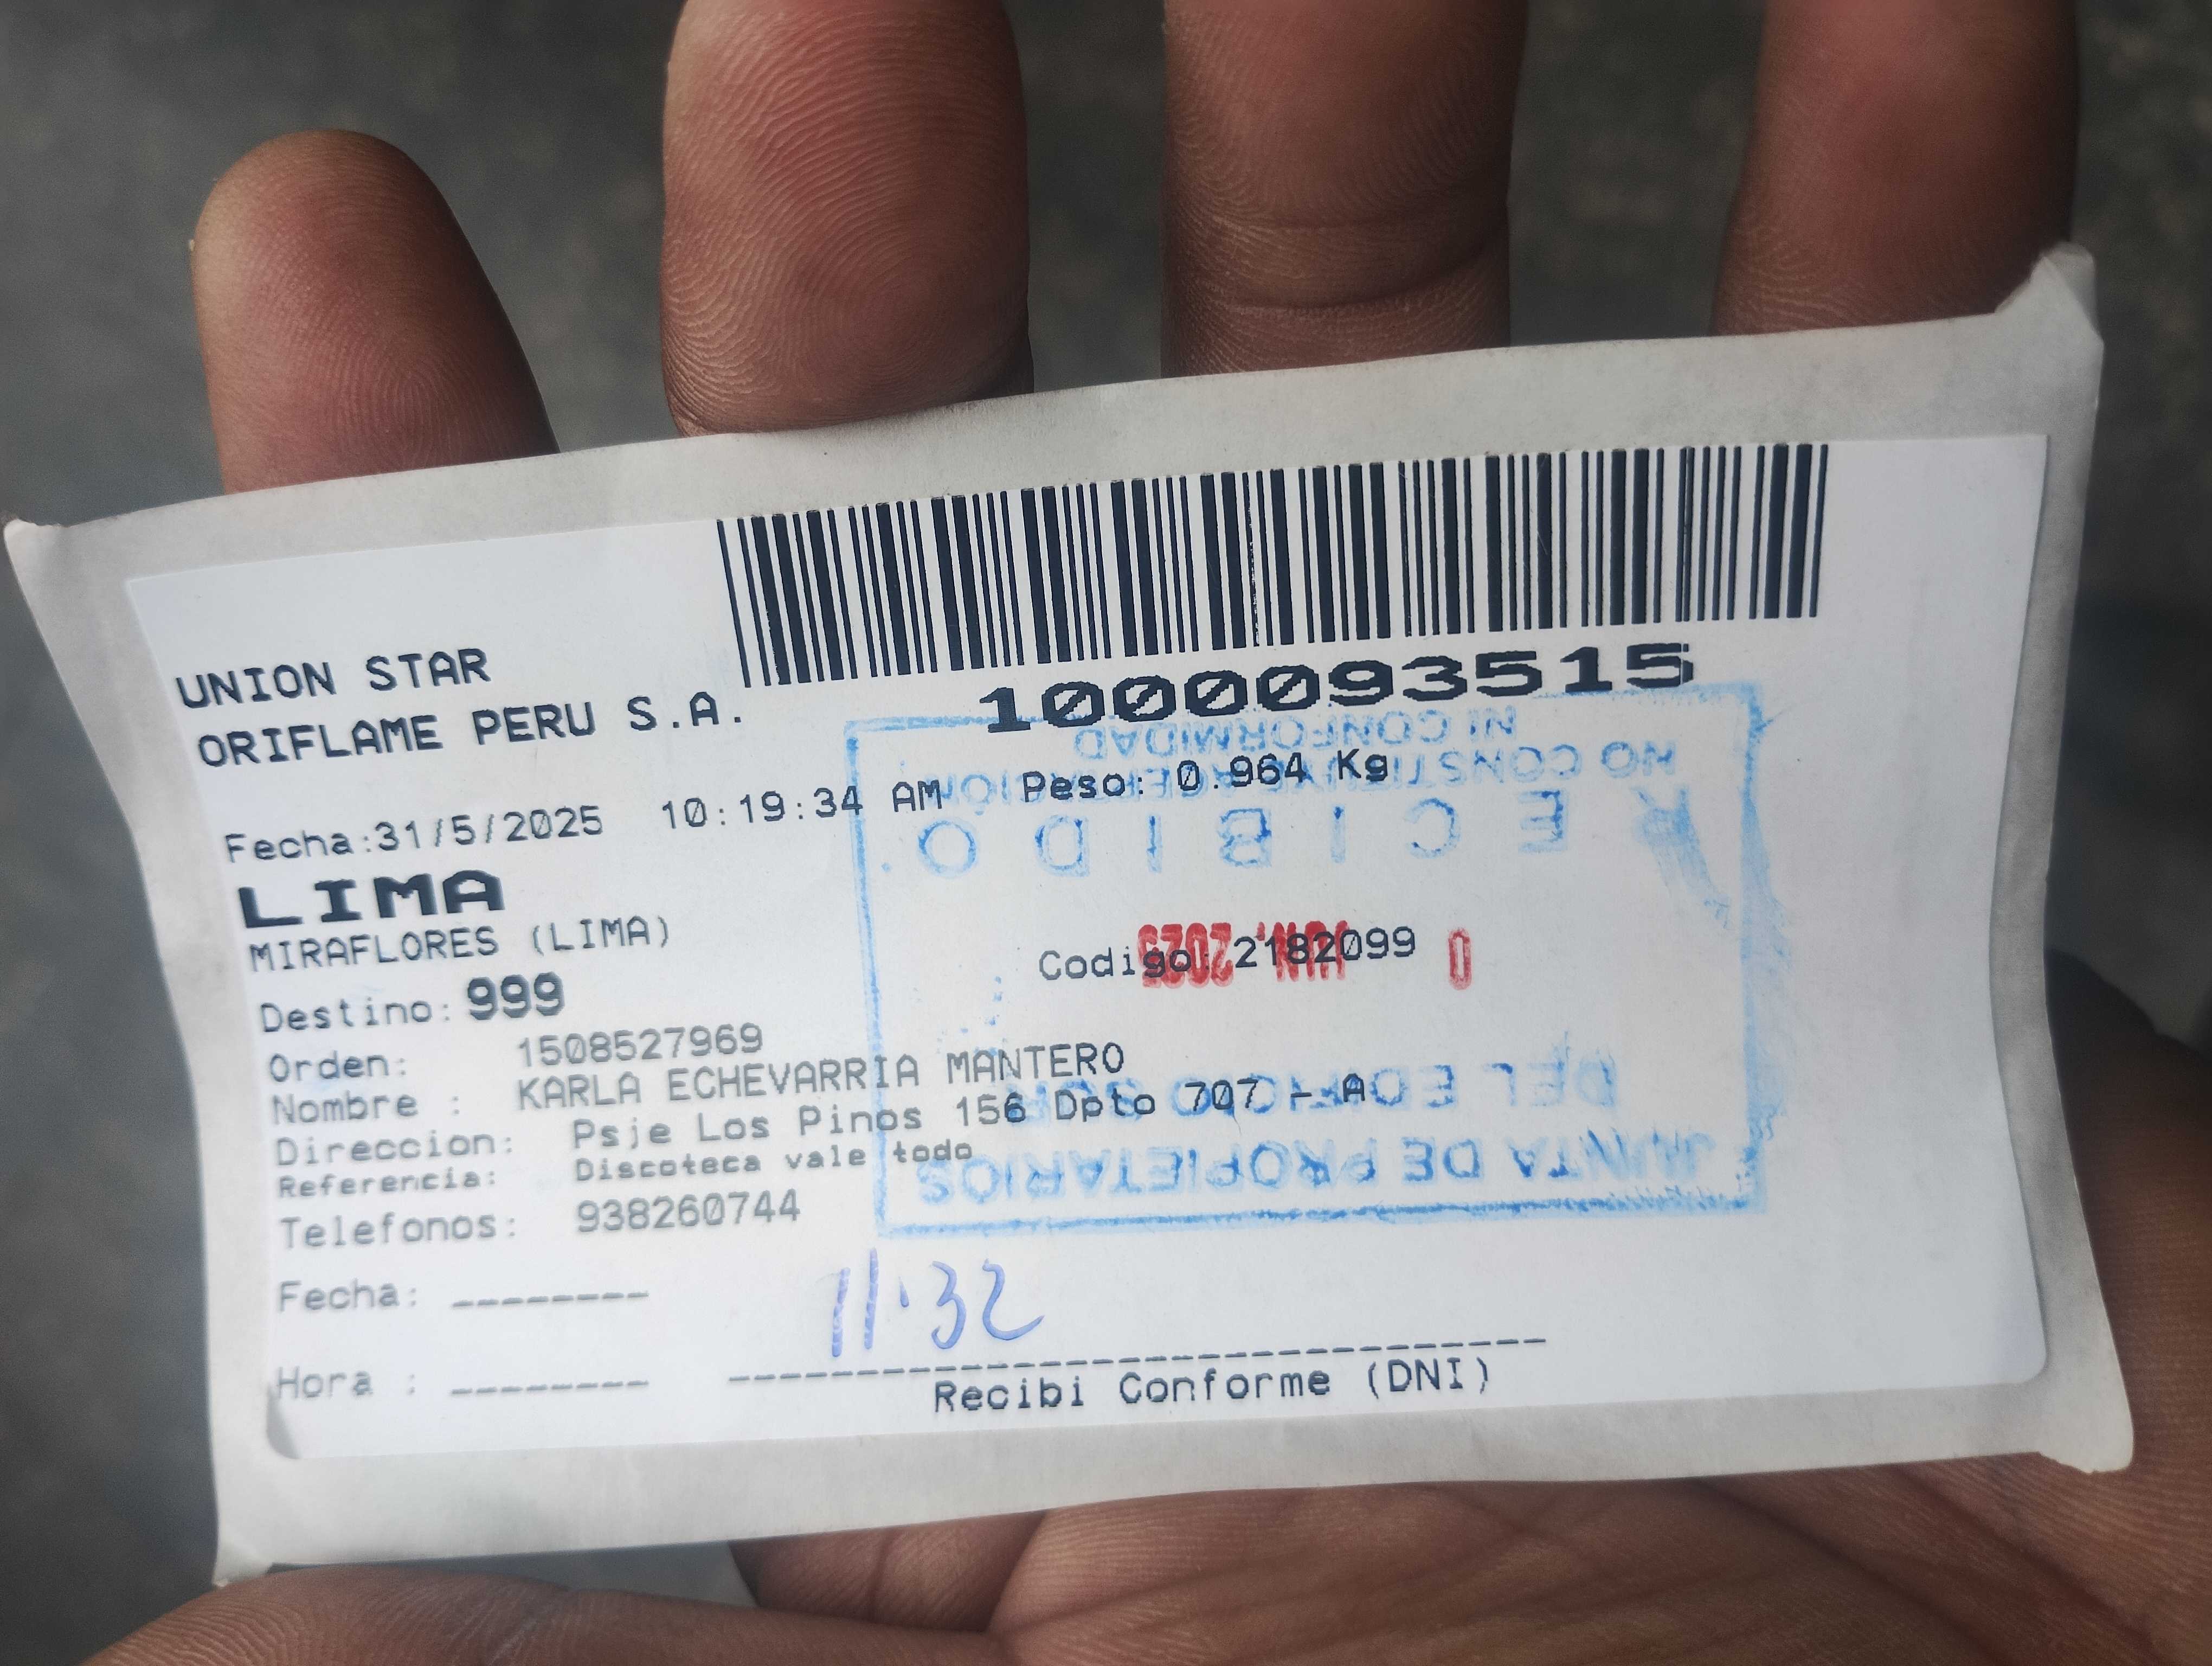 1000093515
UNION STAR
ORIFLAME PERU S.A.
Fecha:31/5/2025 10:19:34 AM Peso: 0.964 Kg
LIMA
MIRAFLORES (LIMA)
Codigo: 2182099
Destino: 999
Orden: 1508527969
Nombre : KARLA ECHEVARRIA MANTERO
Direccion: Psje Los Pinos 156 Dpto 707 - A
Referencia: Discoteca vale todo
Telefonos: 938260744
Fecha: --------
11:32
Hora : --------
Recibi Conforme (DNI)
JUNTA DE PROPIETARIOS
DEL EDIFICIO
JUN. 2025
RECIBIDO
NO CONSTITUYE ACEPTACIÓN
NI CONFORMIDAD